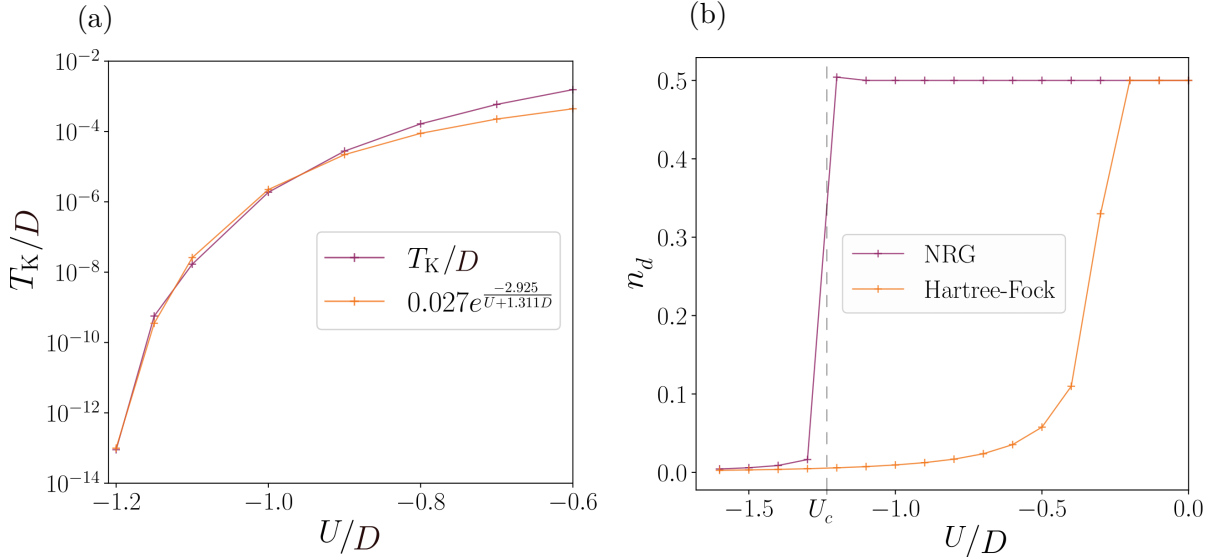 (a)
10^{-2}
10^{-4}
10^{-6}
10^{-8}
10^{-10}
10^{-12}
10^{-14}
T_K/D
T_K/D
0.027e^{\frac{-2.925}{U+1.311D}}
−1.2
−1.0
−0.8
−0.6
U/D
(b)
0.5
0.4
0.3
0.2
0.1
0.0
n_d
NRG
Hartree-Fock
−1.5
U_c
−1.0
−0.5
0.0
U/D